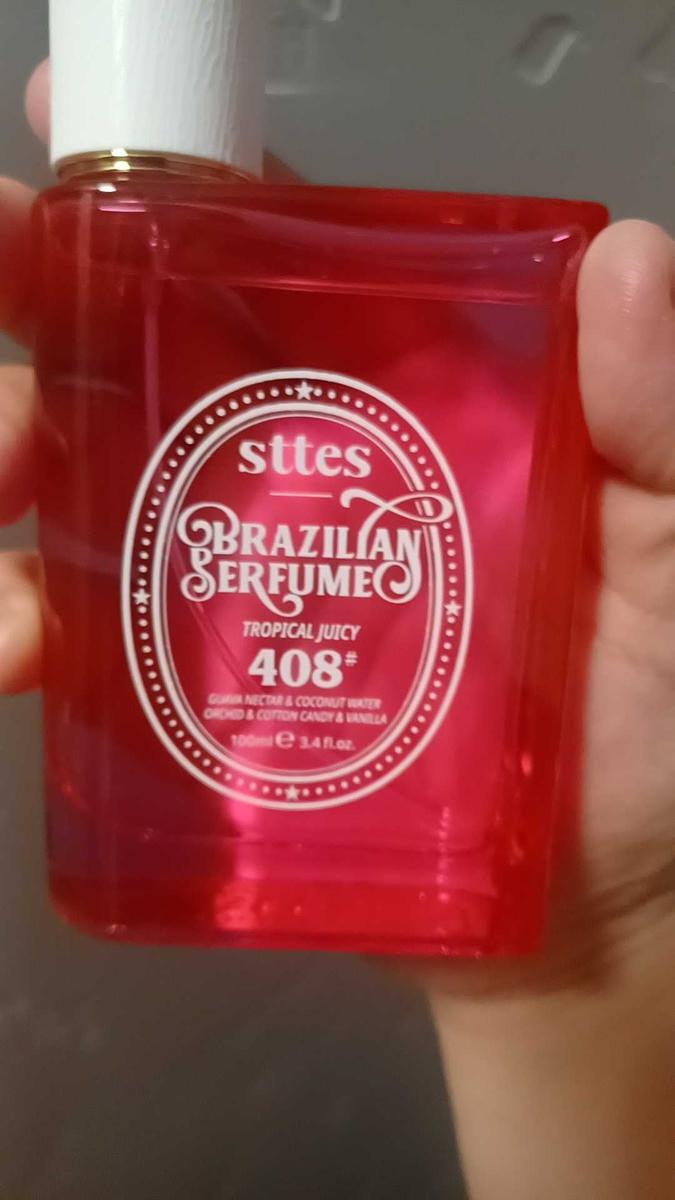 sttes
BRAZILIAN
PERFUME
TROPICAL JUICY
408#
GUAVA NECTAR & COCONUT WATER
ORCHID & COTTON CANDY & VANILLA
100ml e 3.4 fl.oz.